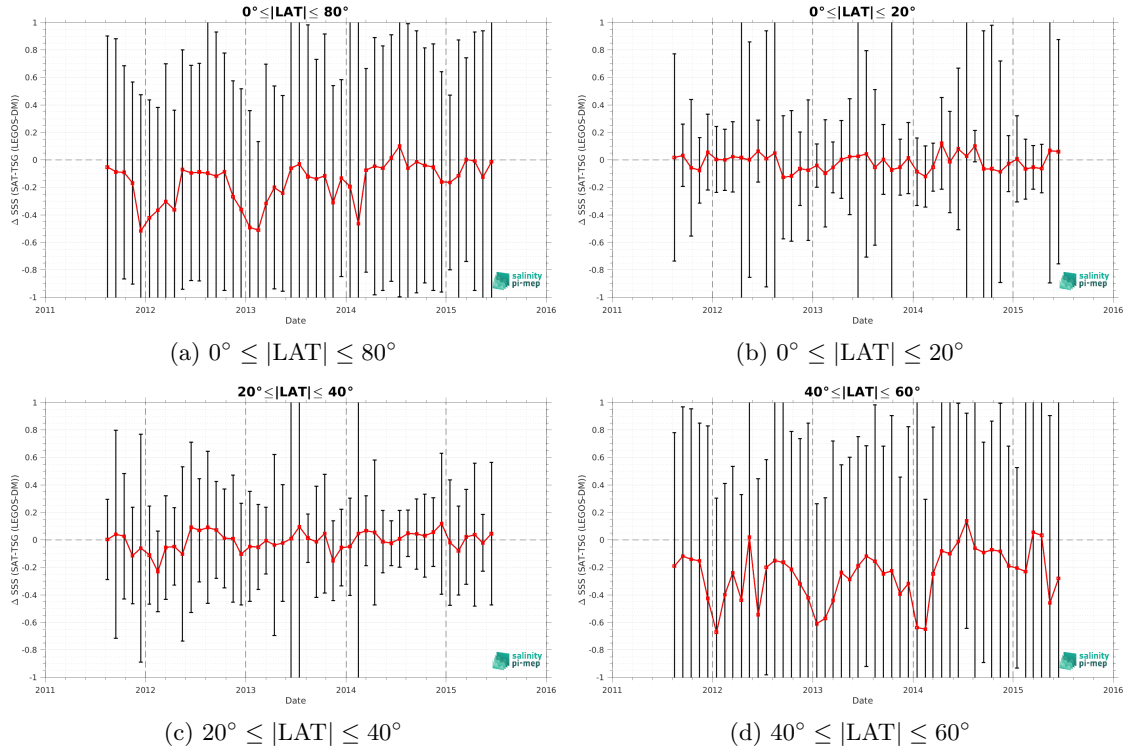 0°≤|LAT|≤ 80°
Δ SSS (SAT-TSG (LEGOS-DM))
1
0.8
0.6
0.4
0.2
0
-0.2
-0.4
-0.6
-0.8
-1
2011 2012 2013 2014 2015 2016
Date
salinity
pi-mep
(a) 0° ≤ |LAT| ≤ 80°
0°≤|LAT|≤ 20°
Δ SSS (SAT-TSG (LEGOS-DM))
1
0.8
0.6
0.4
0.2
0
-0.2
-0.4
-0.6
-0.8
-1
2011 2012 2013 2014 2015 2016
Date
salinity
pi-mep
(b) 0° ≤ |LAT| ≤ 20°
20°≤|LAT|≤ 40°
Δ SSS (SAT-TSG (LEGOS-DM))
1
0.8
0.6
0.4
0.2
0
-0.2
-0.4
-0.6
-0.8
-1
2011 2012 2013 2014 2015 2016
Date
salinity
pi-mep
(c) 20° ≤ |LAT| ≤ 40°
40°≤|LAT|≤ 60°
Δ SSS (SAT-TSG (LEGOS-DM))
1
0.8
0.6
0.4
0.2
0
-0.2
-0.4
-0.6
-0.8
-1
2011 2012 2013 2014 2015 2016
Date
salinity
pi-mep
(d) 40° ≤ |LAT| ≤ 60°